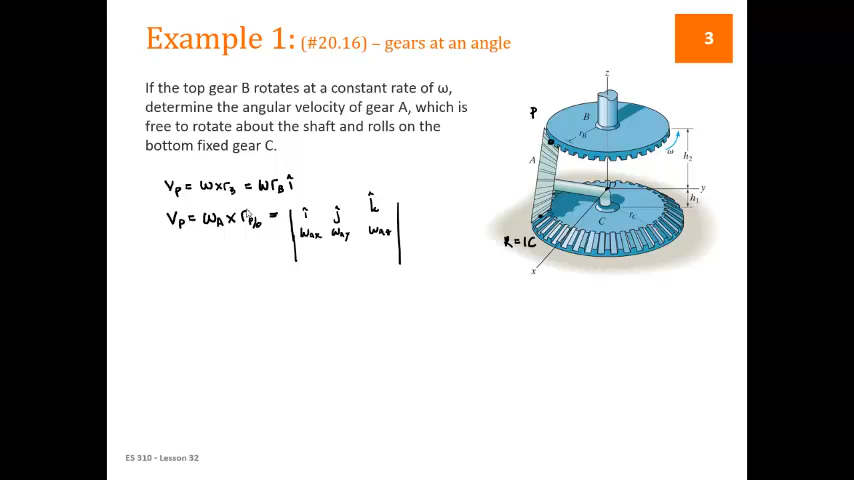 Example 1: (#20.16) – gears at an angle
3
If the top gear B rotates at a constant rate of ω,
determine the angular velocity of gear A, which is
free to rotate about the shaft and rolls on the
bottom fixed gear C.
Vp = ω × r_B = ω r_B î
Vp = ω_A × r_P/O = | î ĵ k̂
ω_Ax ω_Ay ω_Az |
z
P
B
r_B
A
ω
h₂
O
y
h₁
r_C
C
R = IC
x
ES 310 - Lesson 32